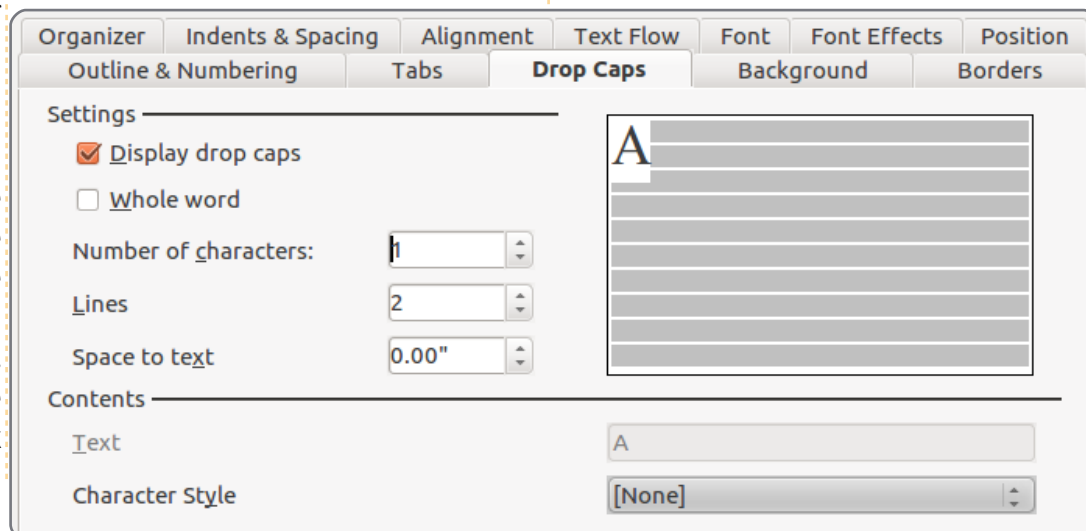 Organizer Indents & Spacing Alignment Text Flow Font Font Effects Position
Outline & Numbering Tabs Drop Caps Background Borders
Settings
Display drop caps
Whole word
Number of characters: 1
Lines 2
Space to text 0.00"
A
Contents
Text A
Character Style [None]